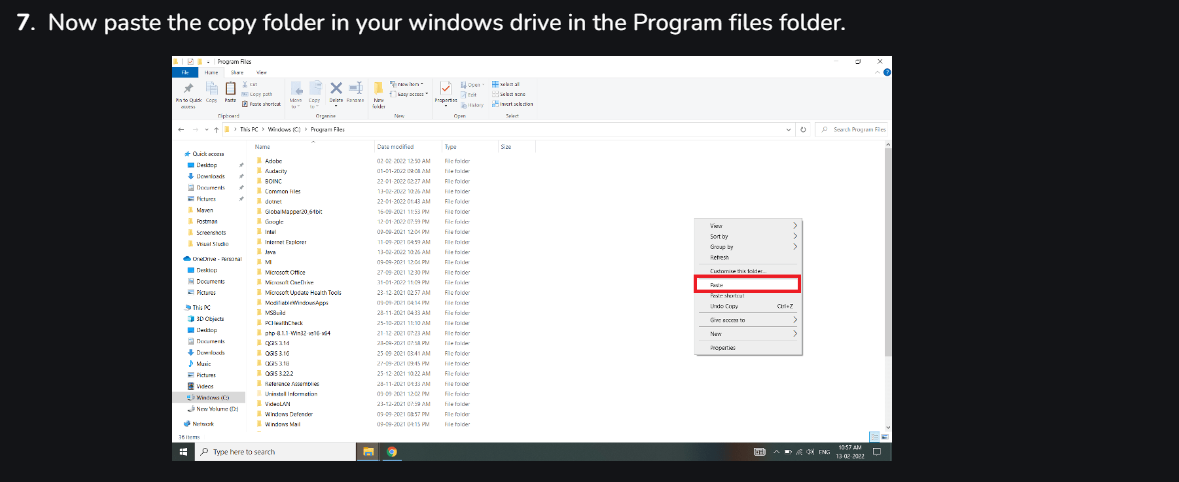 7. Now paste the copy folder in your windows drive in the Program files folder.
Program Files
File Home Share View
Pin to Quick access
Copy
Paste
Cut
Copy path
Paste shortcut
Move to
Copy to
Delete
Rename
New folder
New item
Easy access
Properties
Open
Edit
History
Select all
Select none
Invert selection
Clipboard Organise New Open Select
This PC > Windows (C:) > Program Files
Search Program Files
Name Date modified Type Size
Quick access
Desktop
Downloads
Documents
Pictures
Maven
Postman
Screenshots
Visual Studio
OneDrive - Personal
Desktop
Documents
Pictures
This PC
3D Objects
Desktop
Documents
Downloads
Music
Pictures
Videos
Windows (C:)
New Volume (D:)
Network
Adobe 02-02-2022 12:50 AM File folder
Audacity 01-01-2022 09:08 AM File folder
BOINC 22-01-2022 02:27 AM File folder
Common Files 13-02-2022 10:26 AM File folder
dotnet 22-01-2022 01:43 AM File folder
GlobalMapper20_64bit 16-09-2021 11:53 PM File folder
Google 12-01-2022 07:59 PM File folder
Intel 09-09-2021 12:04 PM File folder
Internet Explorer 11-09-2021 04:59 AM File folder
Java 13-02-2022 10:26 AM File folder
MI 09-09-2021 12:04 PM File folder
Microsoft Office 27-09-2021 12:30 PM File folder
Microsoft OneDrive 31-01-2022 11:09 PM File folder
Microsoft Update Health Tools 23-12-2021 02:57 AM File folder
ModifiableWindowsApps 09-09-2021 04:14 PM File folder
MSBuild 28-11-2021 04:33 AM File folder
PCHealthCheck 25-10-2021 11:10 AM File folder
php-8.1.1-Win32-vs16-x64 21-12-2021 07:23 AM File folder
QGIS 3.14 28-09-2021 07:58 PM File folder
QGIS 3.16 25-09-2021 03:41 AM File folder
QGIS 3.18 27-09-2021 09:45 PM File folder
QGIS 3.22.2 25-12-2021 10:22 AM File folder
Reference Assemblies 28-11-2021 04:33 AM File folder
Uninstall Information 09-09-2021 12:02 PM File folder
VideoLAN 23-12-2021 07:59 AM File folder
Windows Defender 09-09-2021 08:57 PM File folder
Windows Mail 09-09-2021 04:15 PM File folder
View
Sort by
Group by
Refresh
Customise this folder...
Paste
Paste shortcut
Undo Copy Ctrl+Z
Give access to
New
Properties
36 items
Type here to search
ENG
10:57 AM
13-02-2022